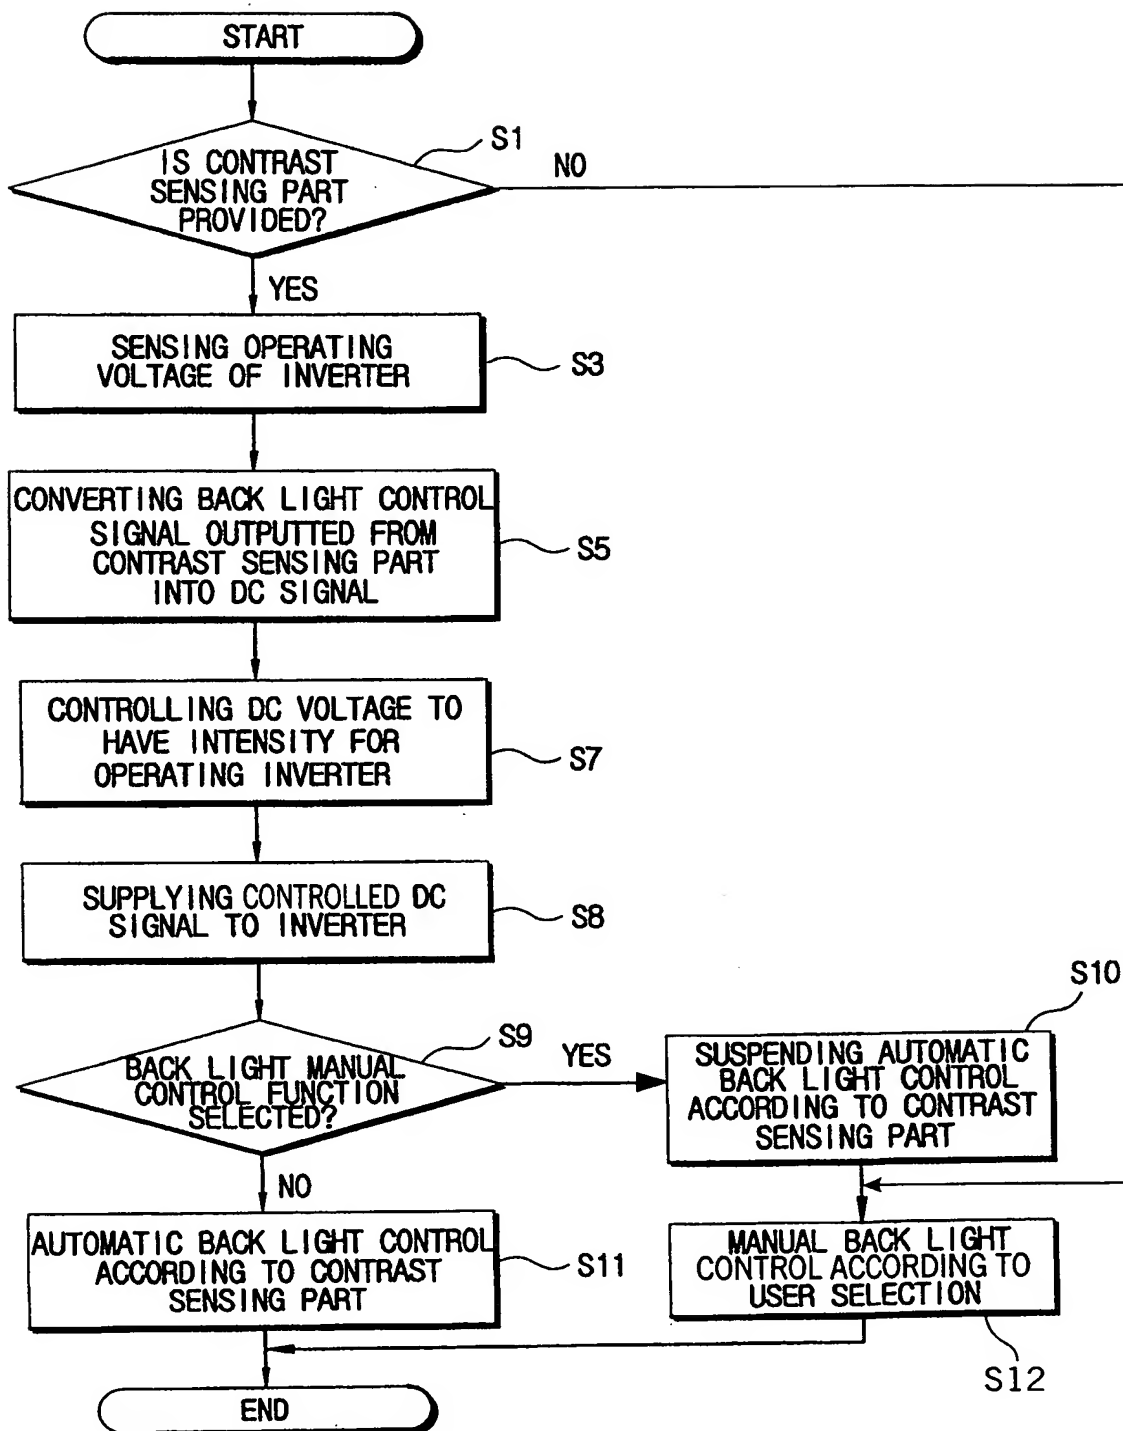 START
S1
IS CONTRAST
SENSING PART
PROVIDED?
NO
YES
SENSING OPERATING
VOLTAGE OF INVERTER
S3
CONVERTING BACK LIGHT CONTROL
SIGNAL OUTPUTTED FROM
CONTRAST SENSING PART
INTO DC SIGNAL
S5
CONTROLLING DC VOLTAGE TO
HAVE INTENSITY FOR
OPERATING INVERTER
S7
SUPPLYING CONTROLLED DC
SIGNAL TO INVERTER
S8
S9
BACK LIGHT MANUAL
CONTROL FUNCTION
SELECTED?
YES
S10
SUSPENDING AUTOMATIC
BACK LIGHT CONTROL
ACCORDING TO CONTRAST
SENSING PART
NO
AUTOMATIC BACK LIGHT CONTROL
ACCORDING TO CONTRAST
SENSING PART
S11
MANUAL BACK LIGHT
CONTROL ACCORDING TO
USER SELECTION
S12
END